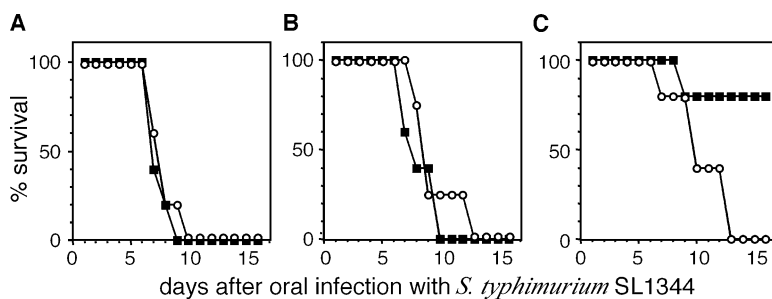 A B C
% survival
100 100 100
50 50 50
0 0 0
0 5 10 15 0 5 10 15 0 5 10 15
days after oral infection with S. typhimurium SL1344